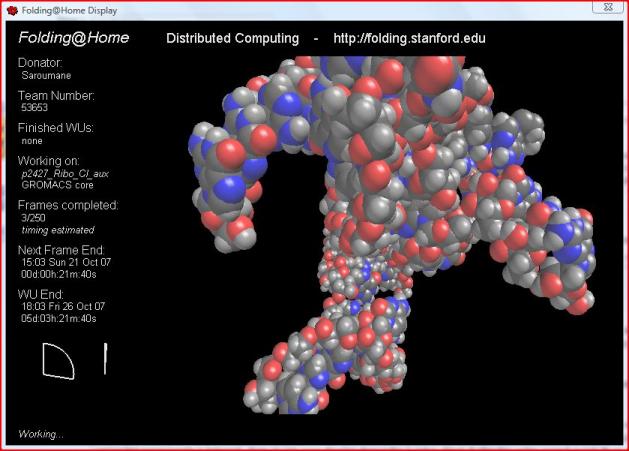 Folding@Home Display
Folding@Home Distributed Computing - http://folding.stanford.edu
Donator:
Saroumane
Team Number:
53653
Finished WUs:
none
Working on:
p2427_Ribo_Cl_aux
GROMACS core
Frames completed:
3/250
timing estimated
Next Frame End:
15:03 Sun 21 Oct 07
00d:00h:21m:40s
WU End:
18:03 Fri 26 Oct 07
05d:03h:21m:40s
Working...